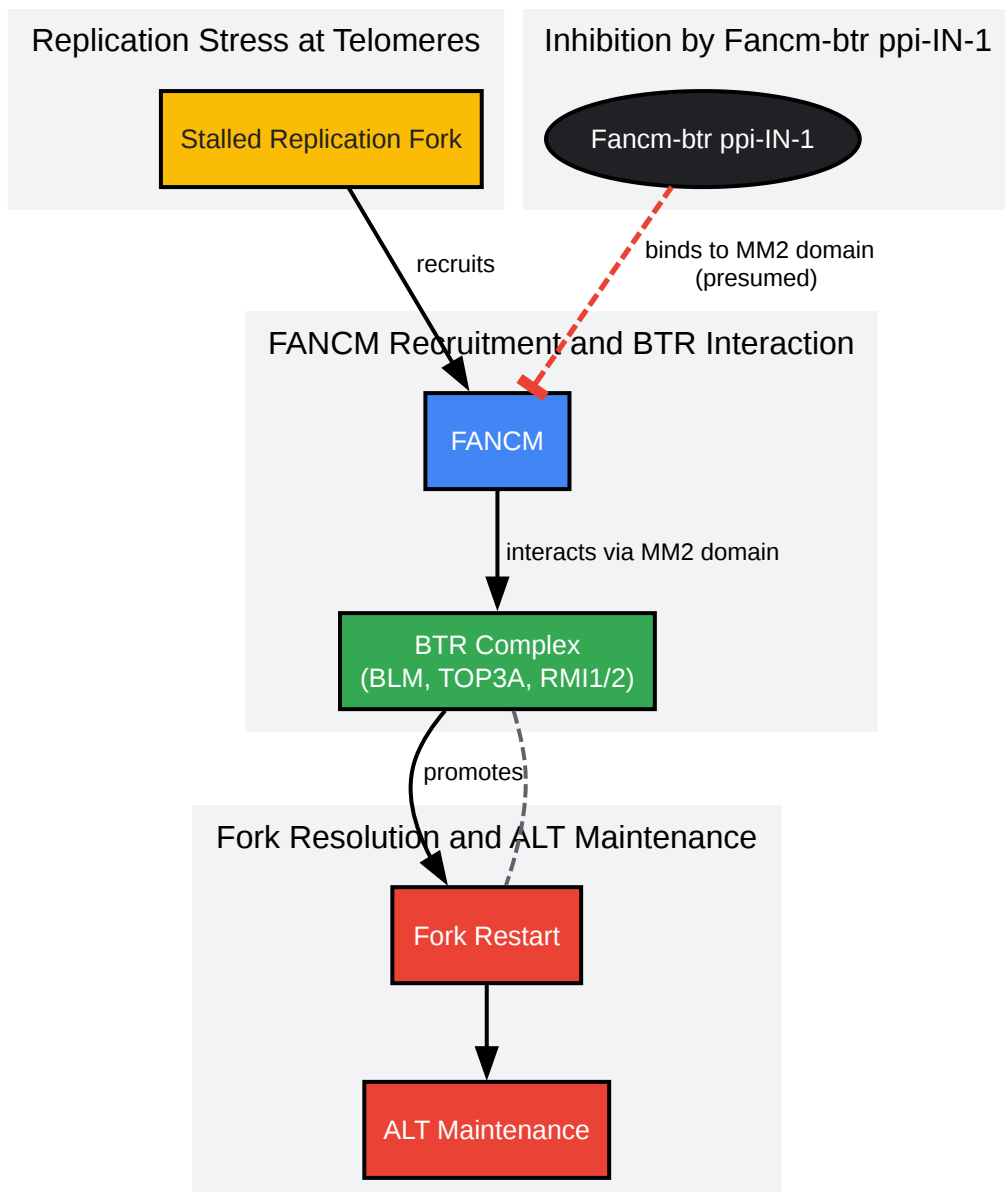 Replication Stress at Telomeres
Inhibition by Fancm-btr ppi-IN-1
Stalled Replication Fork
Fancm-btr ppi-IN-1
recruits
binds to MM2 domain
(presumed)
FANCM Recruitment and BTR Interaction
FANCM
interacts via MM2 domain
BTR Complex
(BLM, TOP3A, RMI1/2)
promotes
Fork Resolution and ALT Maintenance
Fork Restart
ALT Maintenance